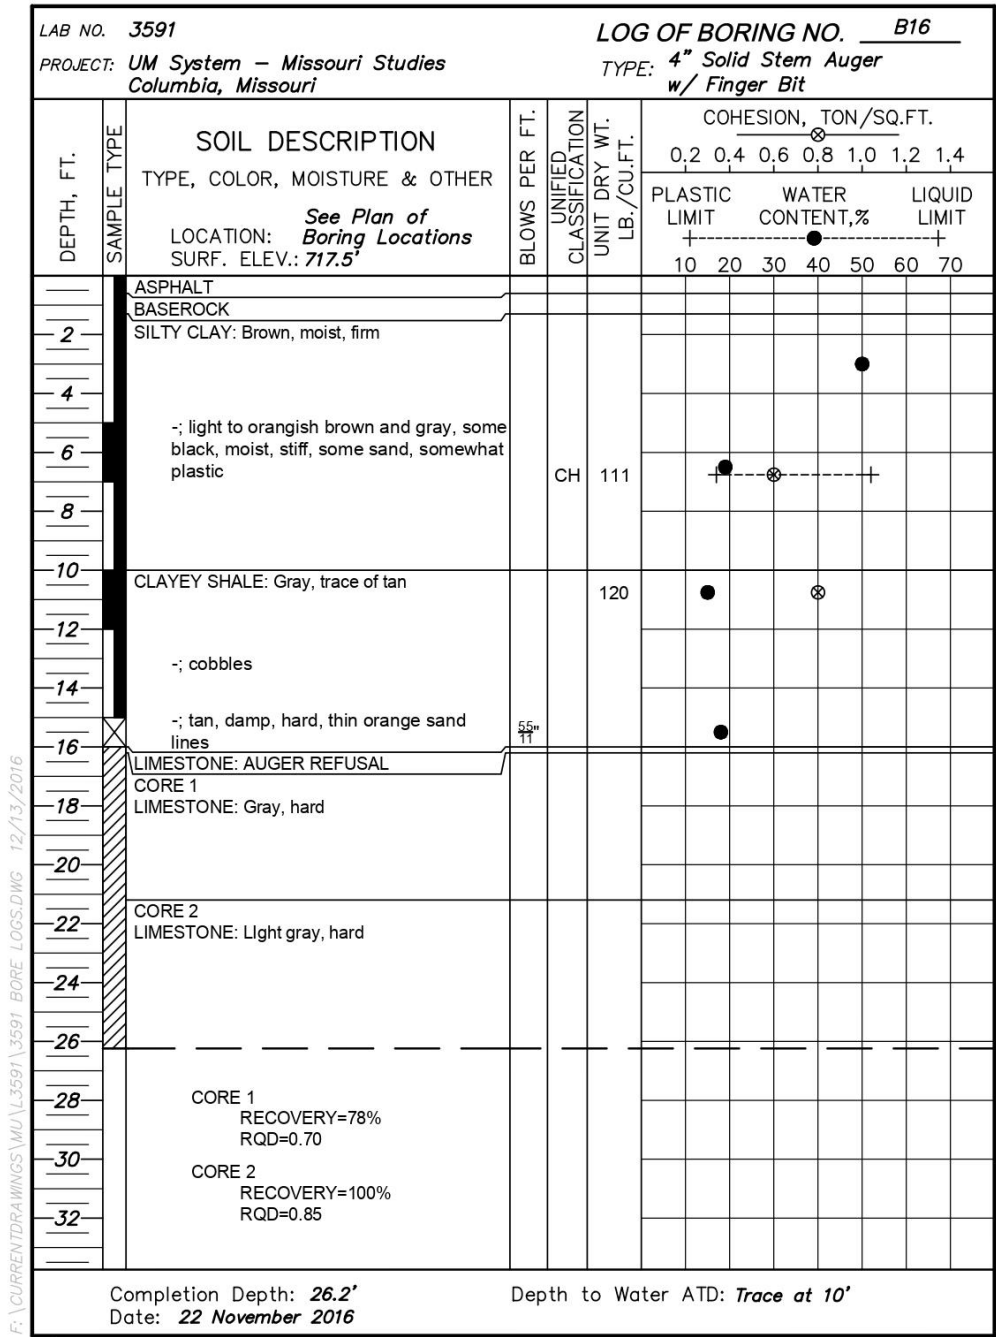 LAB NO. 3591
LOG OF BORING NO. B16
PROJECT: UM System – Missouri Studies
Columbia, Missouri
TYPE: 4" Solid Stem Auger
w/ Finger Bit
DEPTH, FT.
SAMPLE TYPE
SOIL DESCRIPTION
TYPE, COLOR, MOISTURE & OTHER
LOCATION: See Plan of
Boring Locations
SURF. ELEV.: 717.5'
BLOWS PER FT.
UNIFIED
CLASSIFICATION
UNIT DRY WT.
LB./CU.FT.
COHESION, TON/SQ.FT.
0.2 0.4 0.6 0.8 1.0 1.2 1.4
PLASTIC
LIMIT
WATER
CONTENT,%
LIQUID
LIMIT
10 20 30 40 50 60 70
ASPHALT
BASEROCK
2
SILTY CLAY: Brown, moist, firm
4
-; light to orangish brown and gray, some
6
black, moist, stiff, some sand, somewhat
plastic
CH 111
8
10
CLAYEY SHALE: Gray, trace of tan
120
12
-; cobbles
14
-; tan, damp, hard, thin orange sand
lines
55/11"
16
LIMESTONE: AUGER REFUSAL
CORE 1
18
LIMESTONE: Gray, hard
20
CORE 2
22
LIMESTONE: LIght gray, hard
24
26
28
CORE 1
RECOVERY=78%
RQD=0.70
30
CORE 2
RECOVERY=100%
32
RQD=0.85
Completion Depth: 26.2'
Depth to Water ATD: Trace at 10'
Date: 22 November 2016
F:\CURRENTDRAWINGS\MU\L3591\3591 BORE LOGS.DWG 12/13/2016